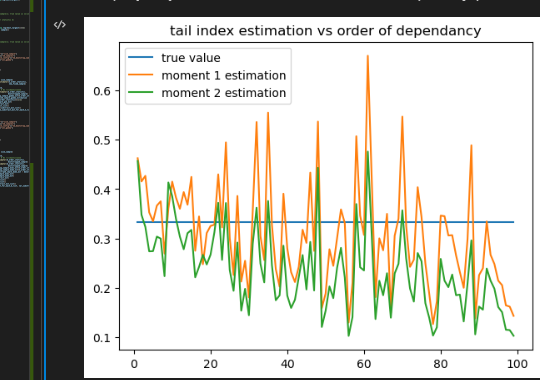 </>
tail index estimation vs order of dependancy
true value
moment 1 estimation
moment 2 estimation
0.6
0.5
0.4
0.3
0.2
0.1
0 20 40 60 80 100